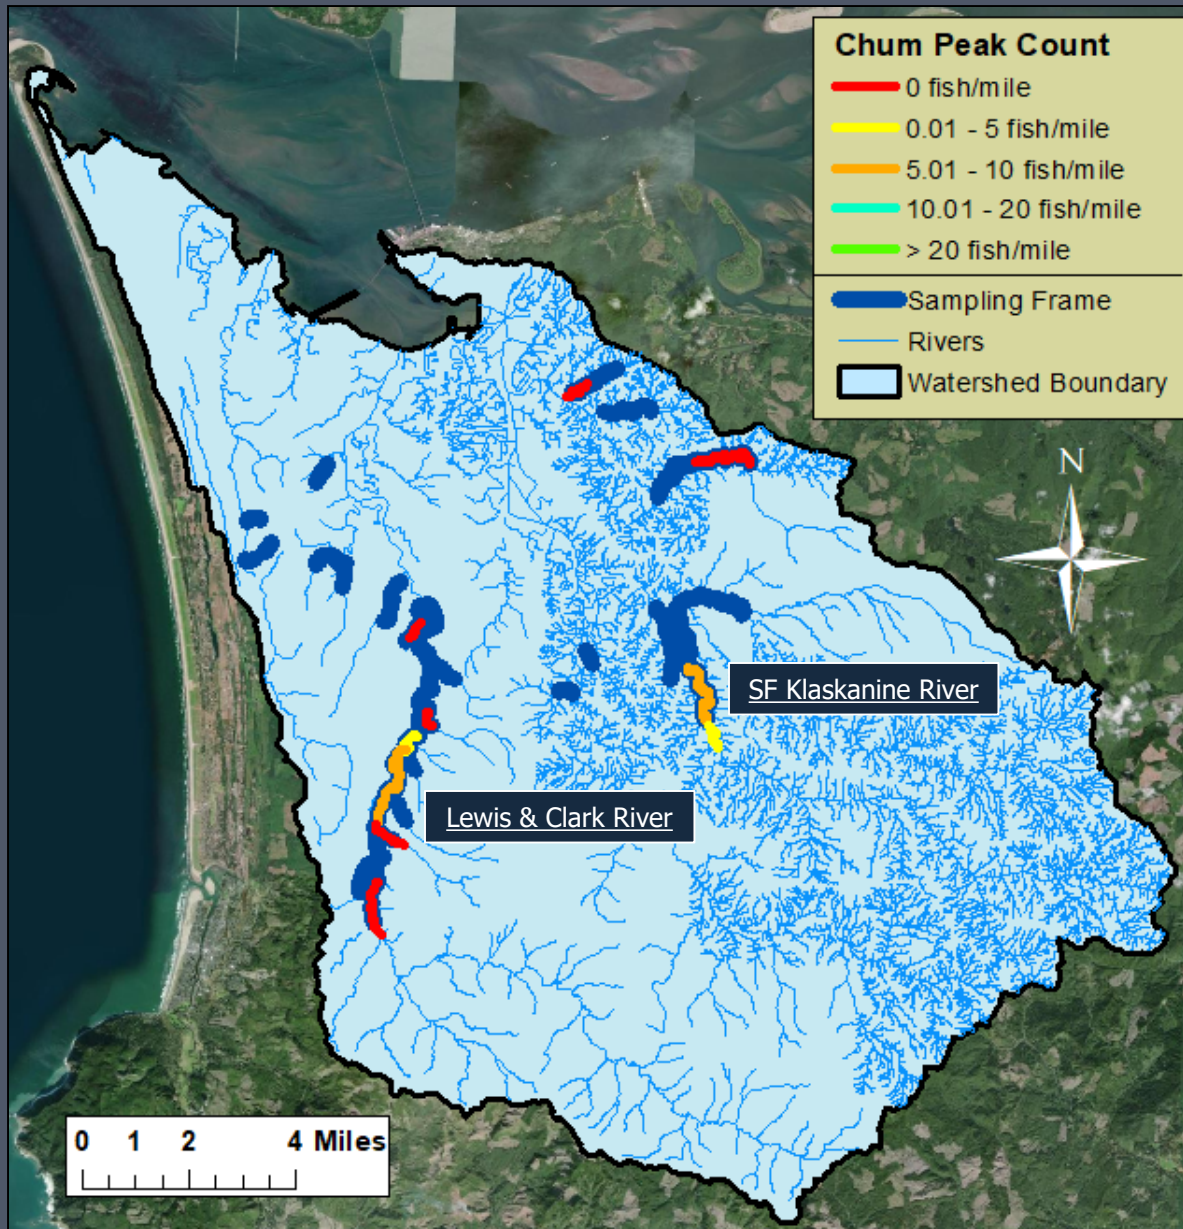 Chum Peak Count
0 fish/mile
0.01 - 5 fish/mile
5.01 - 10 fish/mile
10.01 - 20 fish/mile
> 20 fish/mile
Sampling Frame
Rivers
Watershed Boundary
N
SF Klaskanine River
Lewis & Clark River
0 1 2 4 Miles